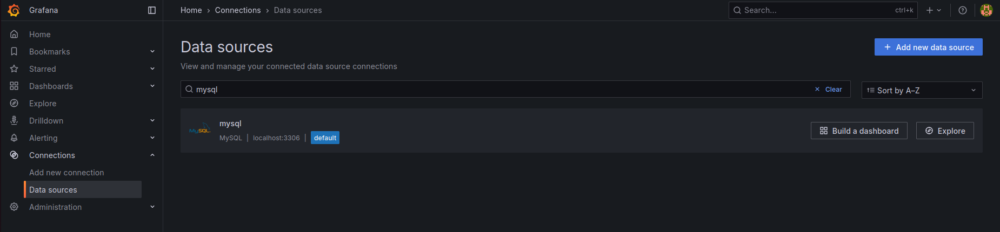 Grafana
Home
Bookmarks
Starred
Dashboards
Explore
Drilldown
Alerting
Connections
Add new connection
Data sources
Administration
Home › Connections › Data sources
Search... ctrl+k
Data sources
Add new data source
View and manage your connected data source connections
mysql
Clear
Sort by A–Z
MySQL
mysql
MySQL | localhost:3306 | default
Build a dashboard
Explore